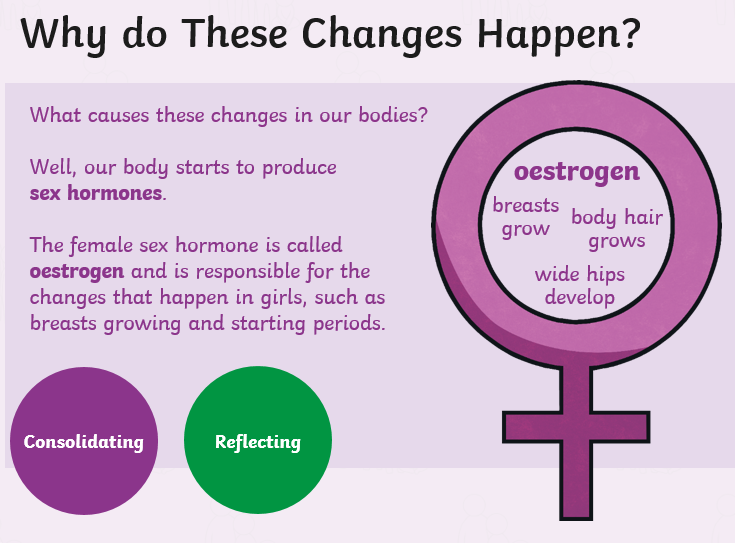 Why do These Changes Happen?
What causes these changes in our bodies?
Well, our body starts to produce
sex hormones.
The female sex hormone is called
oestrogen and is responsible for the
changes that happen in girls, such as
breasts growing and starting periods.
oestrogen
breasts
grow
body hair
grows
wide hips
develop
Consolidating
Reflecting